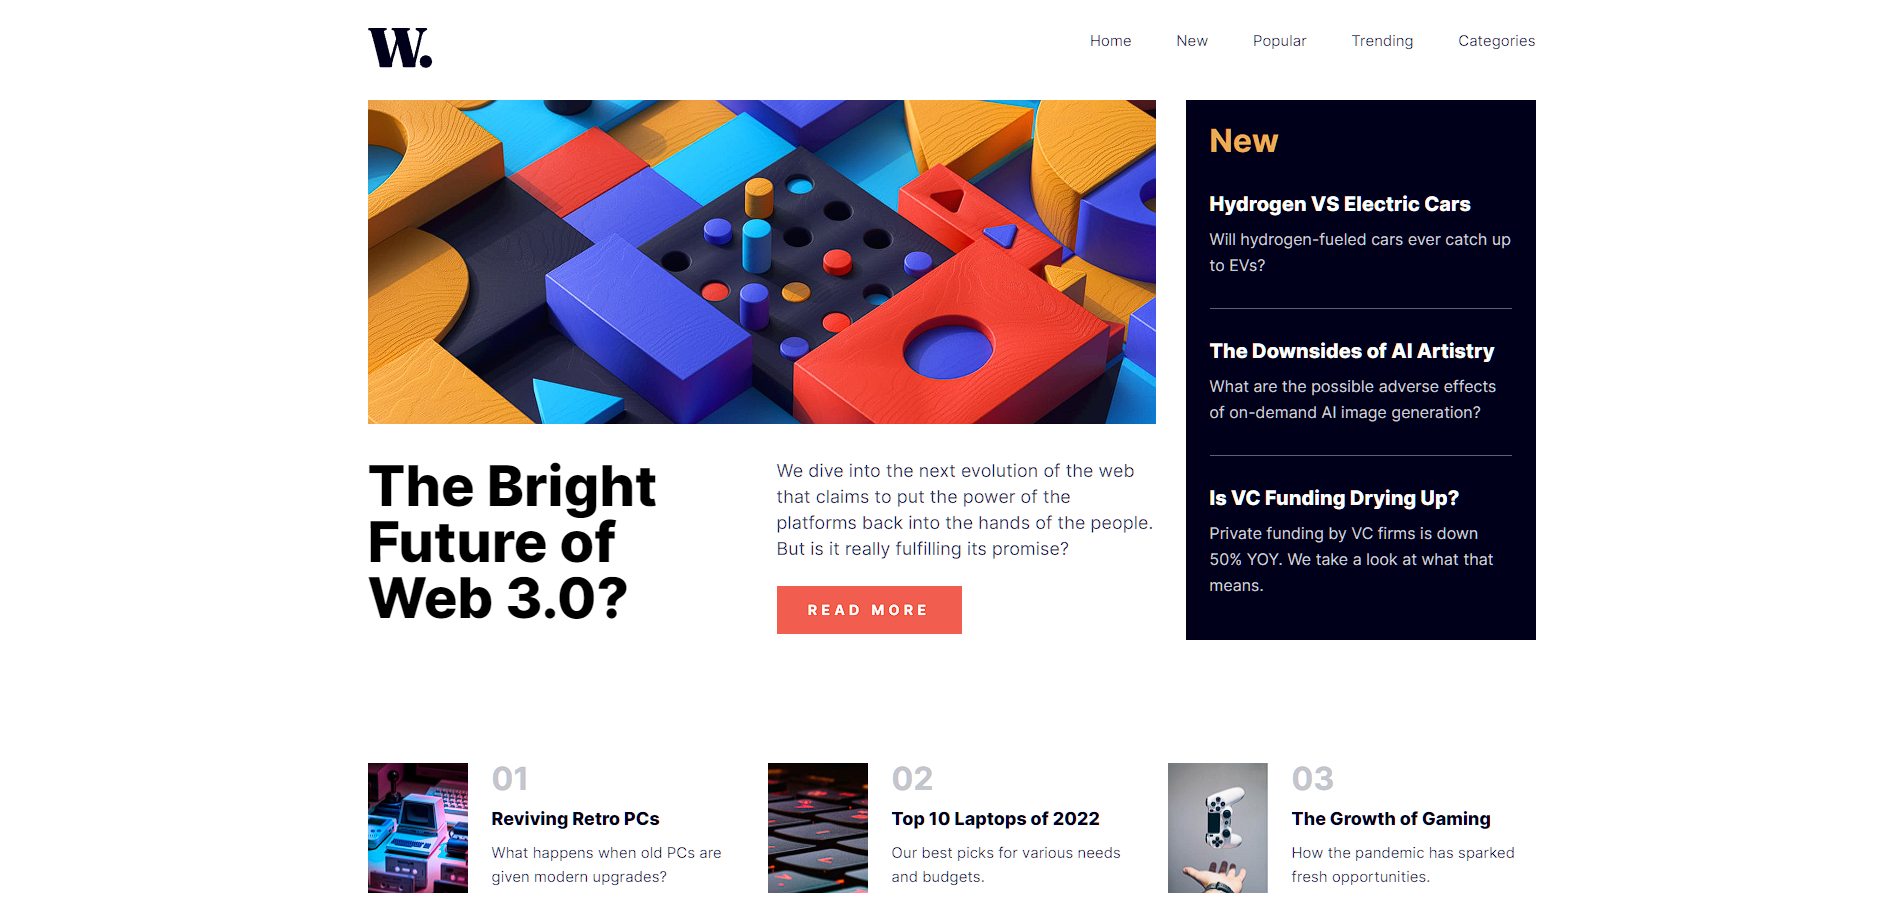 W.
Home New Popular Trending Categories
The Bright
Future of
Web 3.0?
We dive into the next evolution of the web
that claims to put the power of the
platforms back into the hands of the people.
But is it really fulfilling its promise?
READ MORE
New
Hydrogen VS Electric Cars
Will hydrogen-fueled cars ever catch up
to EVs?
The Downsides of AI Artistry
What are the possible adverse effects
of on-demand AI image generation?
Is VC Funding Drying Up?
Private funding by VC firms is down
50% YOY. We take a look at what that
means.
01
Reviving Retro PCs
What happens when old PCs are
given modern upgrades?
02
Top 10 Laptops of 2022
Our best picks for various needs
and budgets.
03
The Growth of Gaming
How the pandemic has sparked
fresh opportunities.